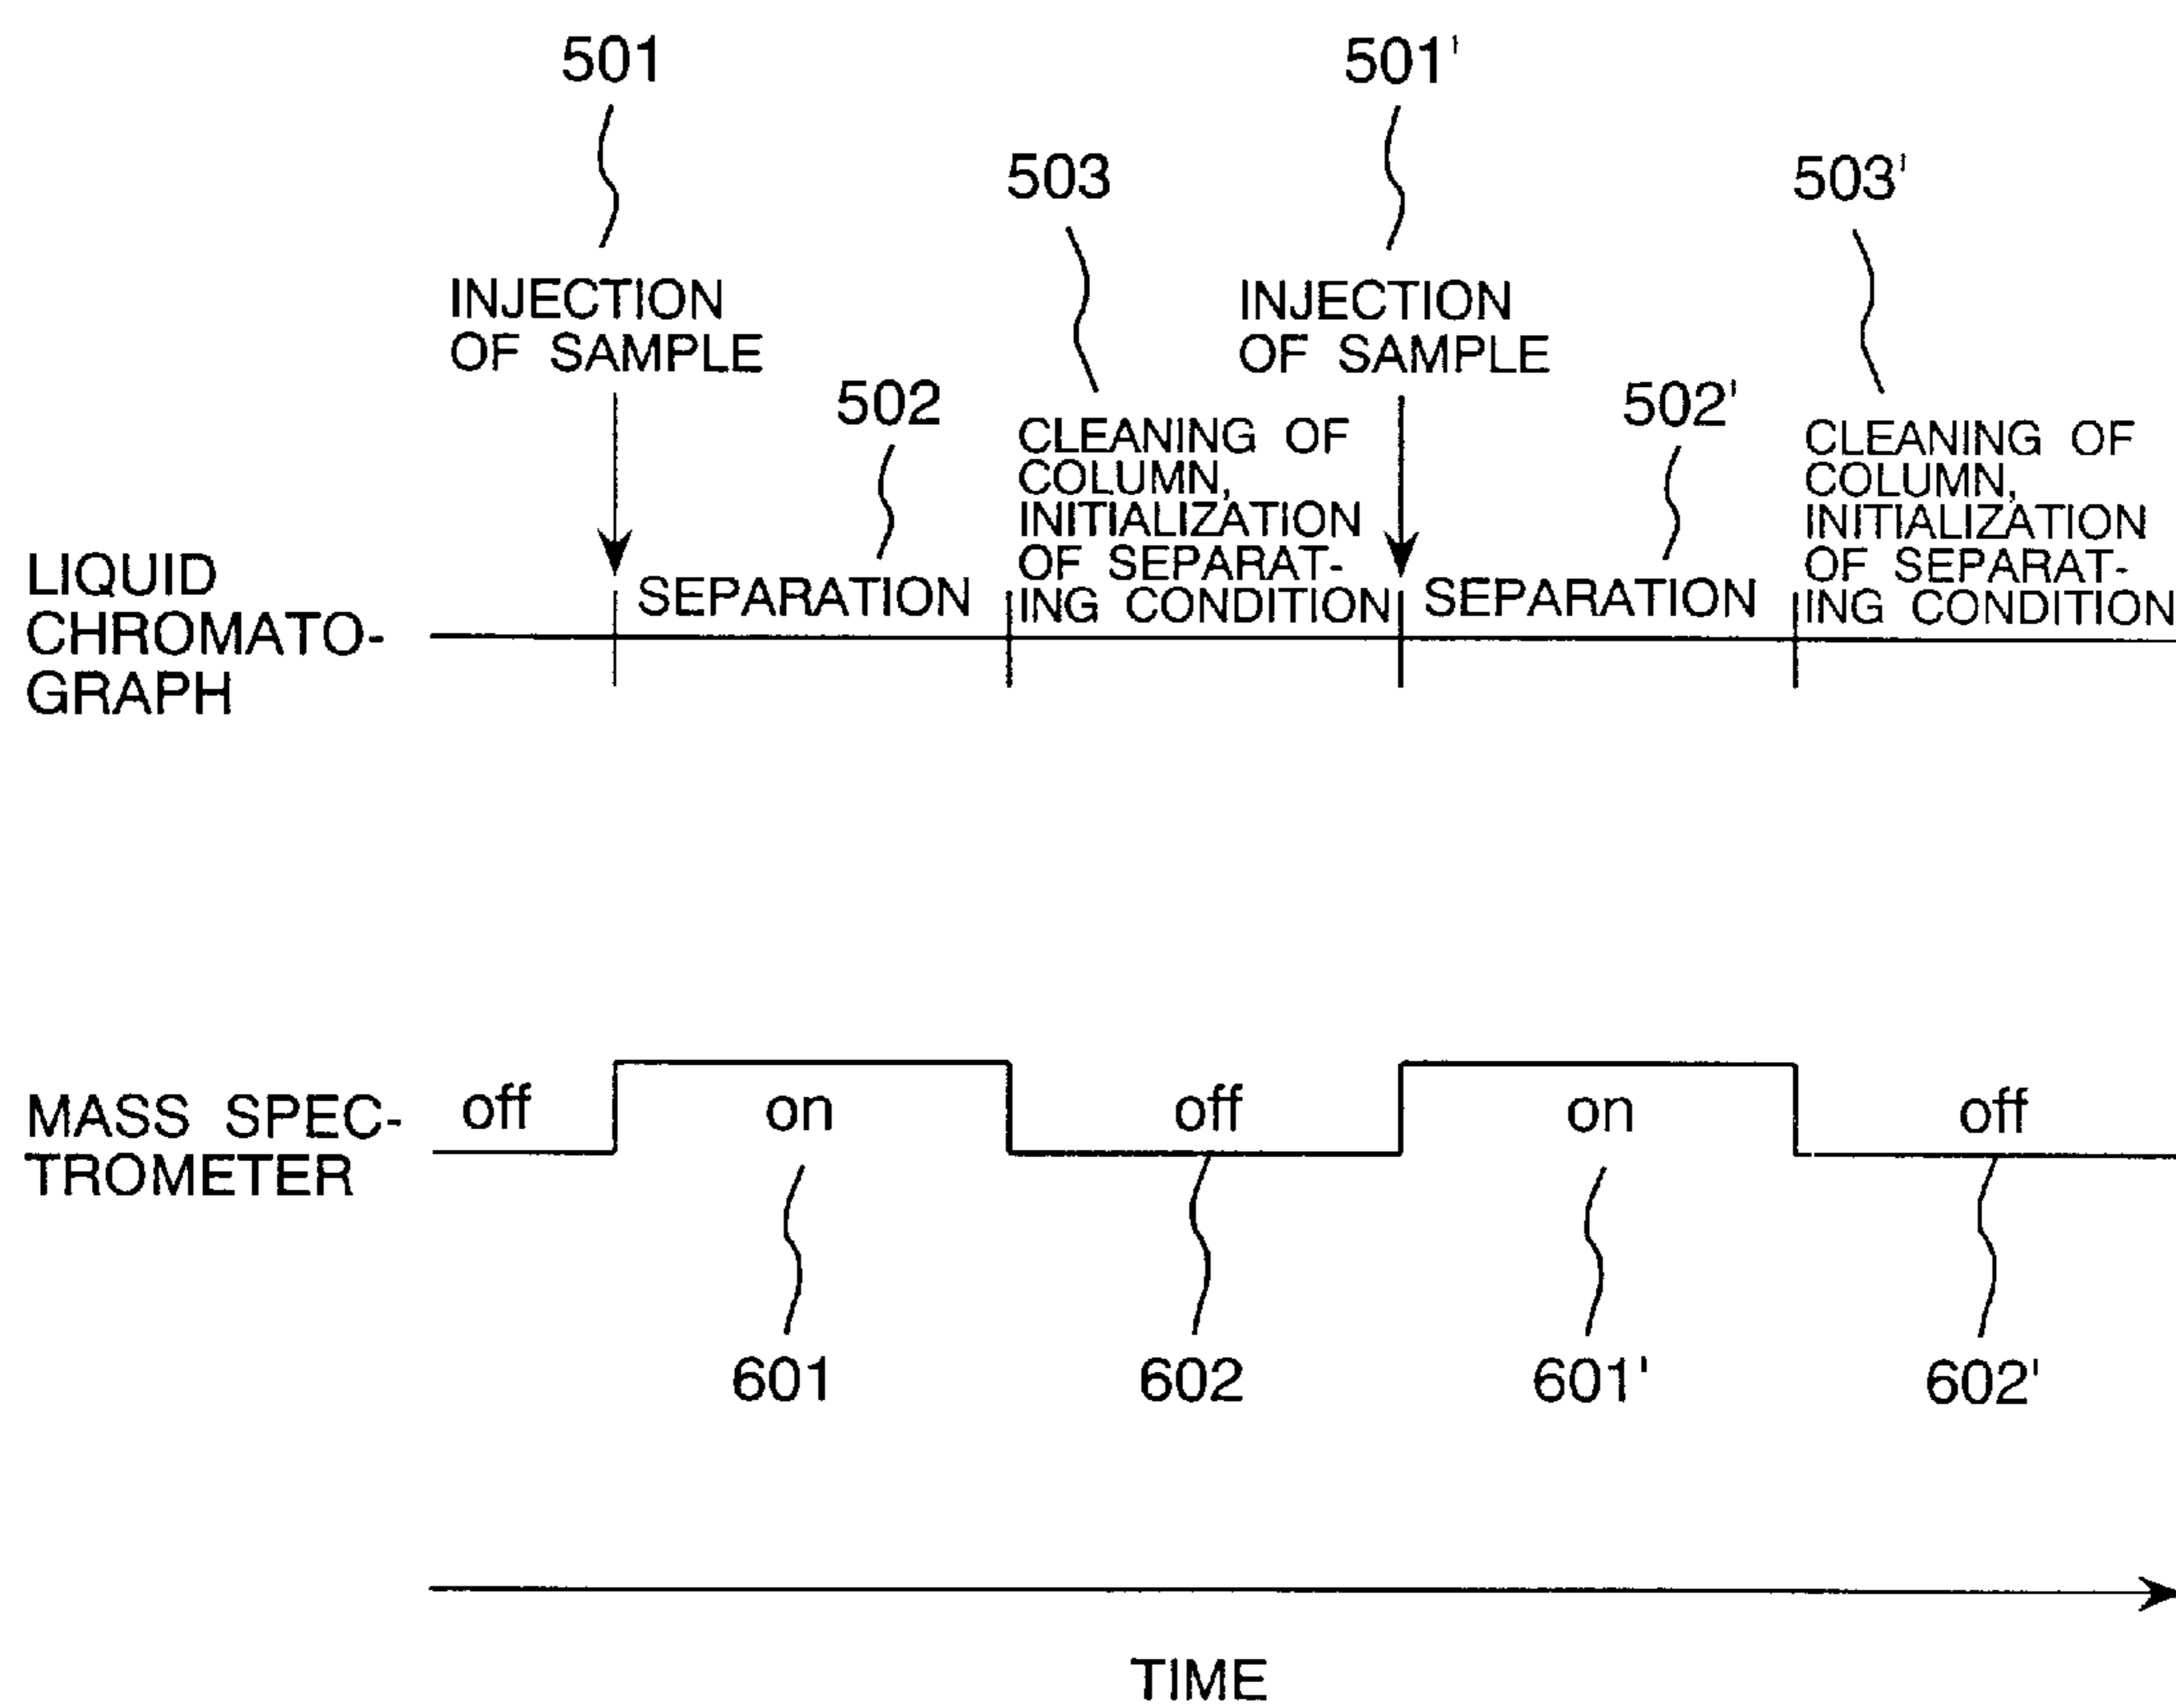 501
501'
503
503'
INJECTION
OF SAMPLE
INJECTION
OF SAMPLE
502
502'
CLEANING OF
COLUMN,
INITIALIZATION
OF SEPARAT-
ING CONDITION
CLEANING OF
COLUMN,
INITIALIZATION
OF SEPARAT-
ING CONDITION
LIQUID
CHROMATO-
GRAPH
SEPARATION
SEPARATION
MASS SPEC-
TROMETER
off
on
off
on
off
601
602
601'
602'
TIME